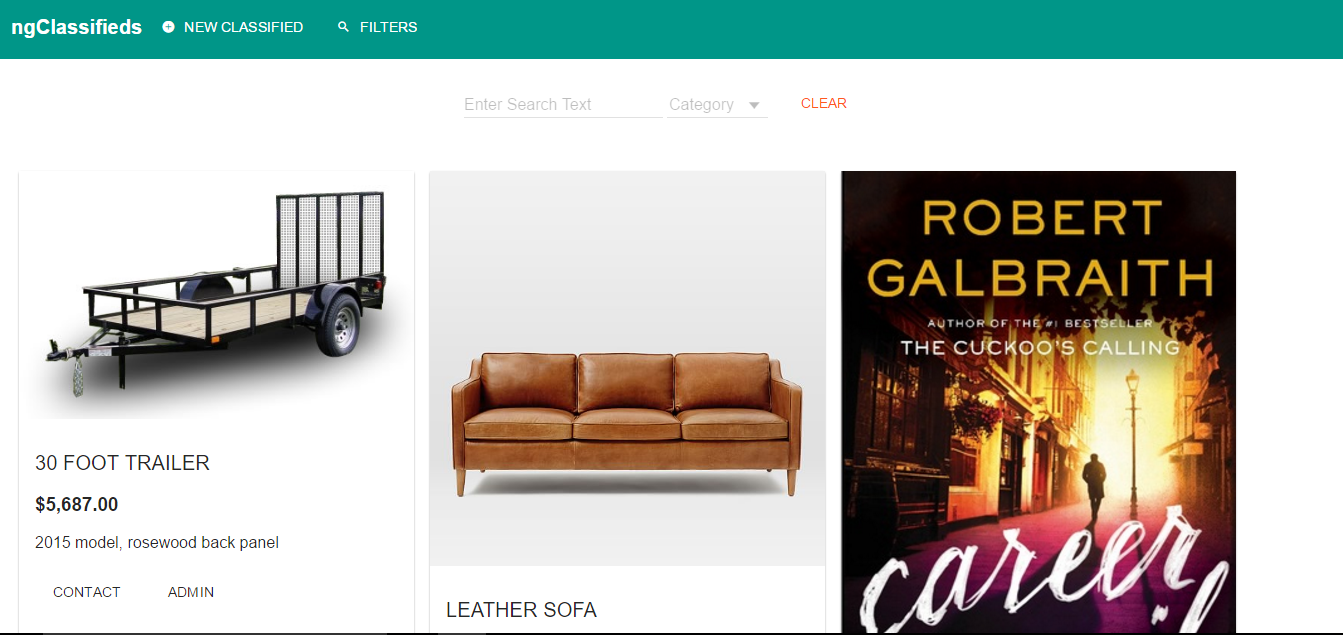 ngClassifieds NEW CLASSIFIED FILTERS
Enter Search Text Category CLEAR
30 FOOT TRAILER
$5,687.00
2015 model, rosewood back panel
CONTACT ADMIN
LEATHER SOFA
ROBERT
GALBRAITH
AUTHOR OF THE #1 BESTSELLER
THE CUCKOO'S CALLING
career